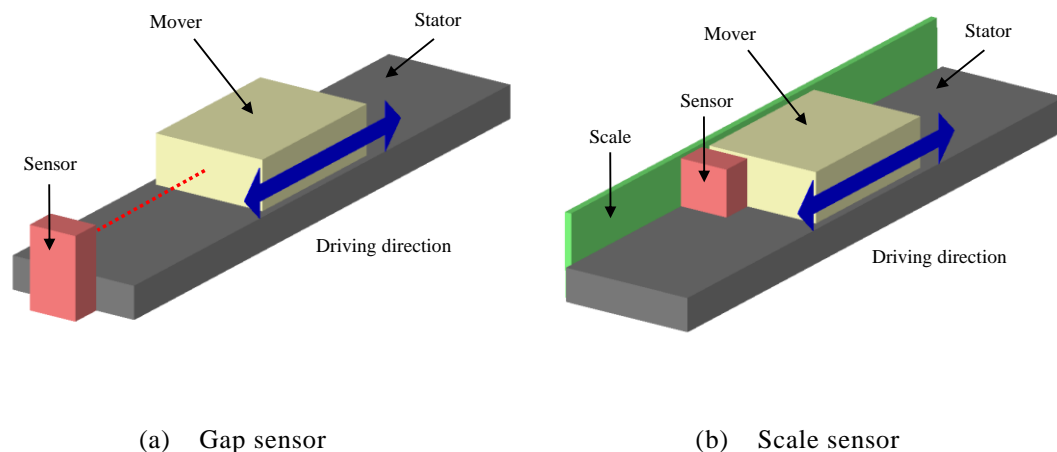 Mover
Stator
Sensor
Driving direction
(a) Gap sensor
Stator
Mover
Sensor
Scale
Driving direction
(b) Scale sensor